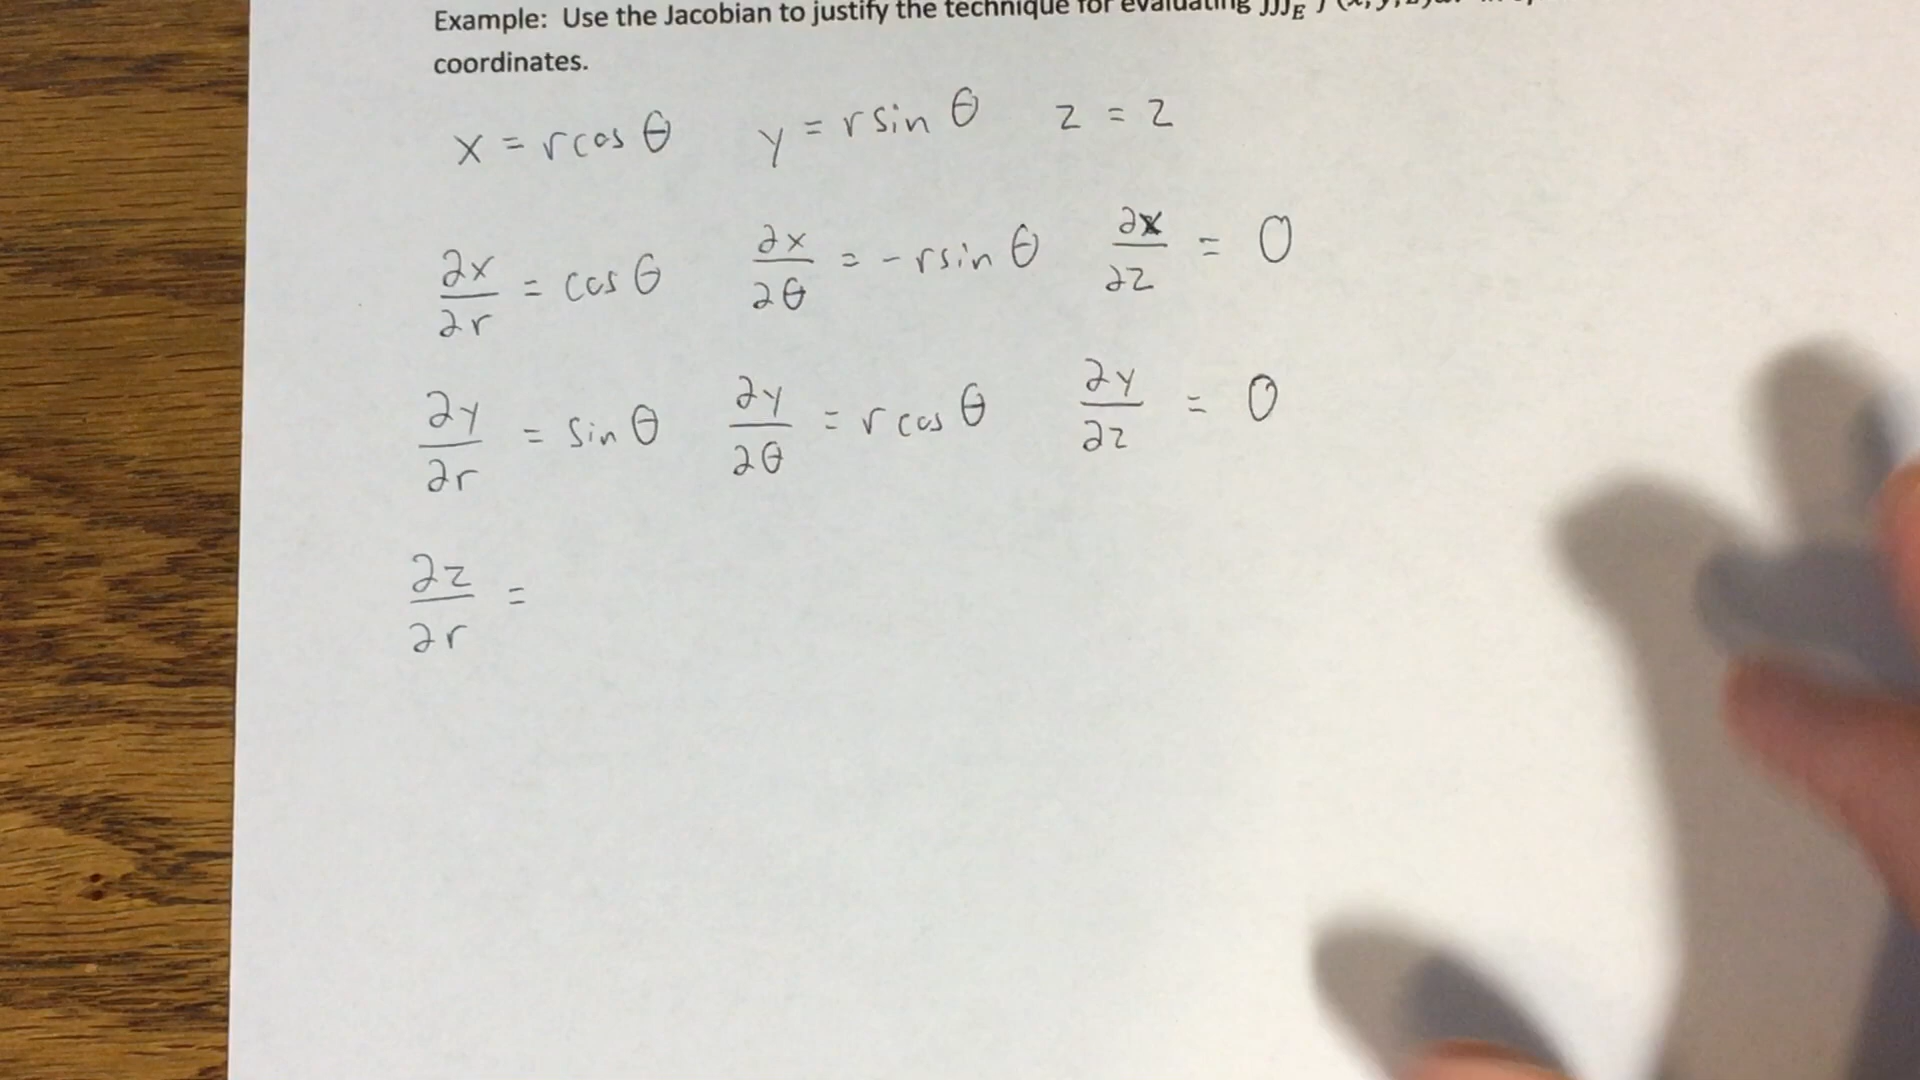 Example: Use the Jacobian to justify the technique for evaluating ∭_E
coordinates.
x = r cos θ y = r sin θ z = z
∂x/∂r = cos θ ∂x/∂θ = - r sin θ ∂x/∂z = 0
∂y/∂r = sin θ ∂y/∂θ = r cos θ ∂y/∂z = 0
∂z/∂r =